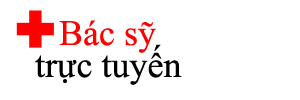 Bác sỹ
trực tuyến